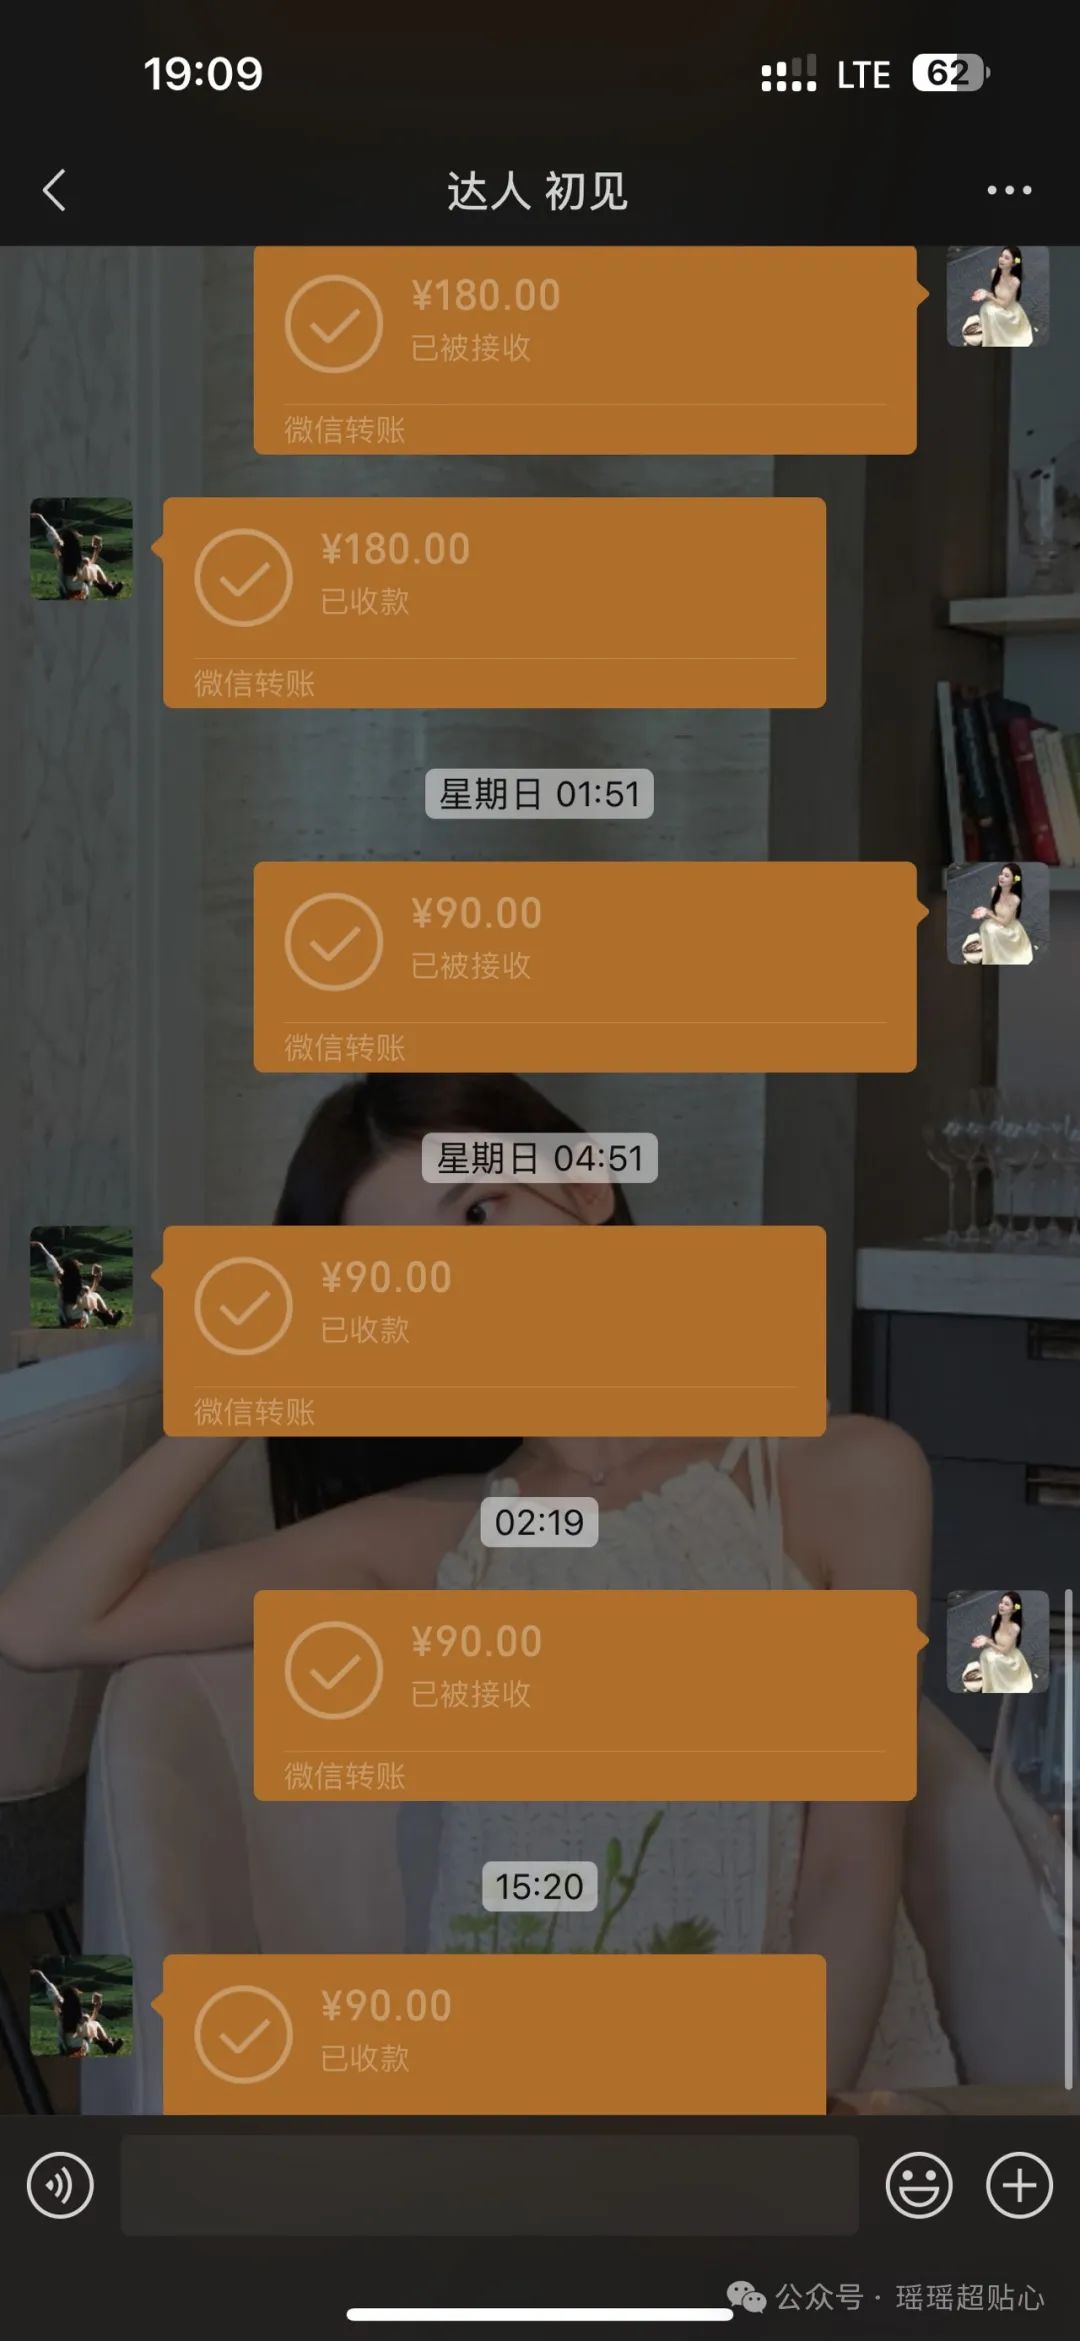 19:09
LTE
62
达人 初见
¥180.00
已被接收
微信转账
¥180.00
已收款
微信转账
星期日 01:51
¥90.00
已被接收
微信转账
星期日 04:51
¥90.00
已收款
微信转账
02:19
¥90.00
已被接收
微信转账
15:20
¥90.00
已收款
公众号 · 瑶瑶超贴心